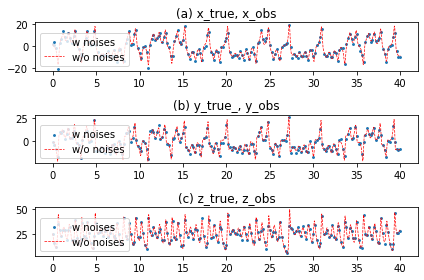 (a) x_true, x_obs
20
0
−20
w noises
w/o noises
0 5 10 15 20 25 30 35 40
(b) y_true_, y_obs
25
0
w noises
w/o noises
0 5 10 15 20 25 30 35 40
(c) z_true, z_obs
50
25
w noises
w/o noises
0 5 10 15 20 25 30 35 40